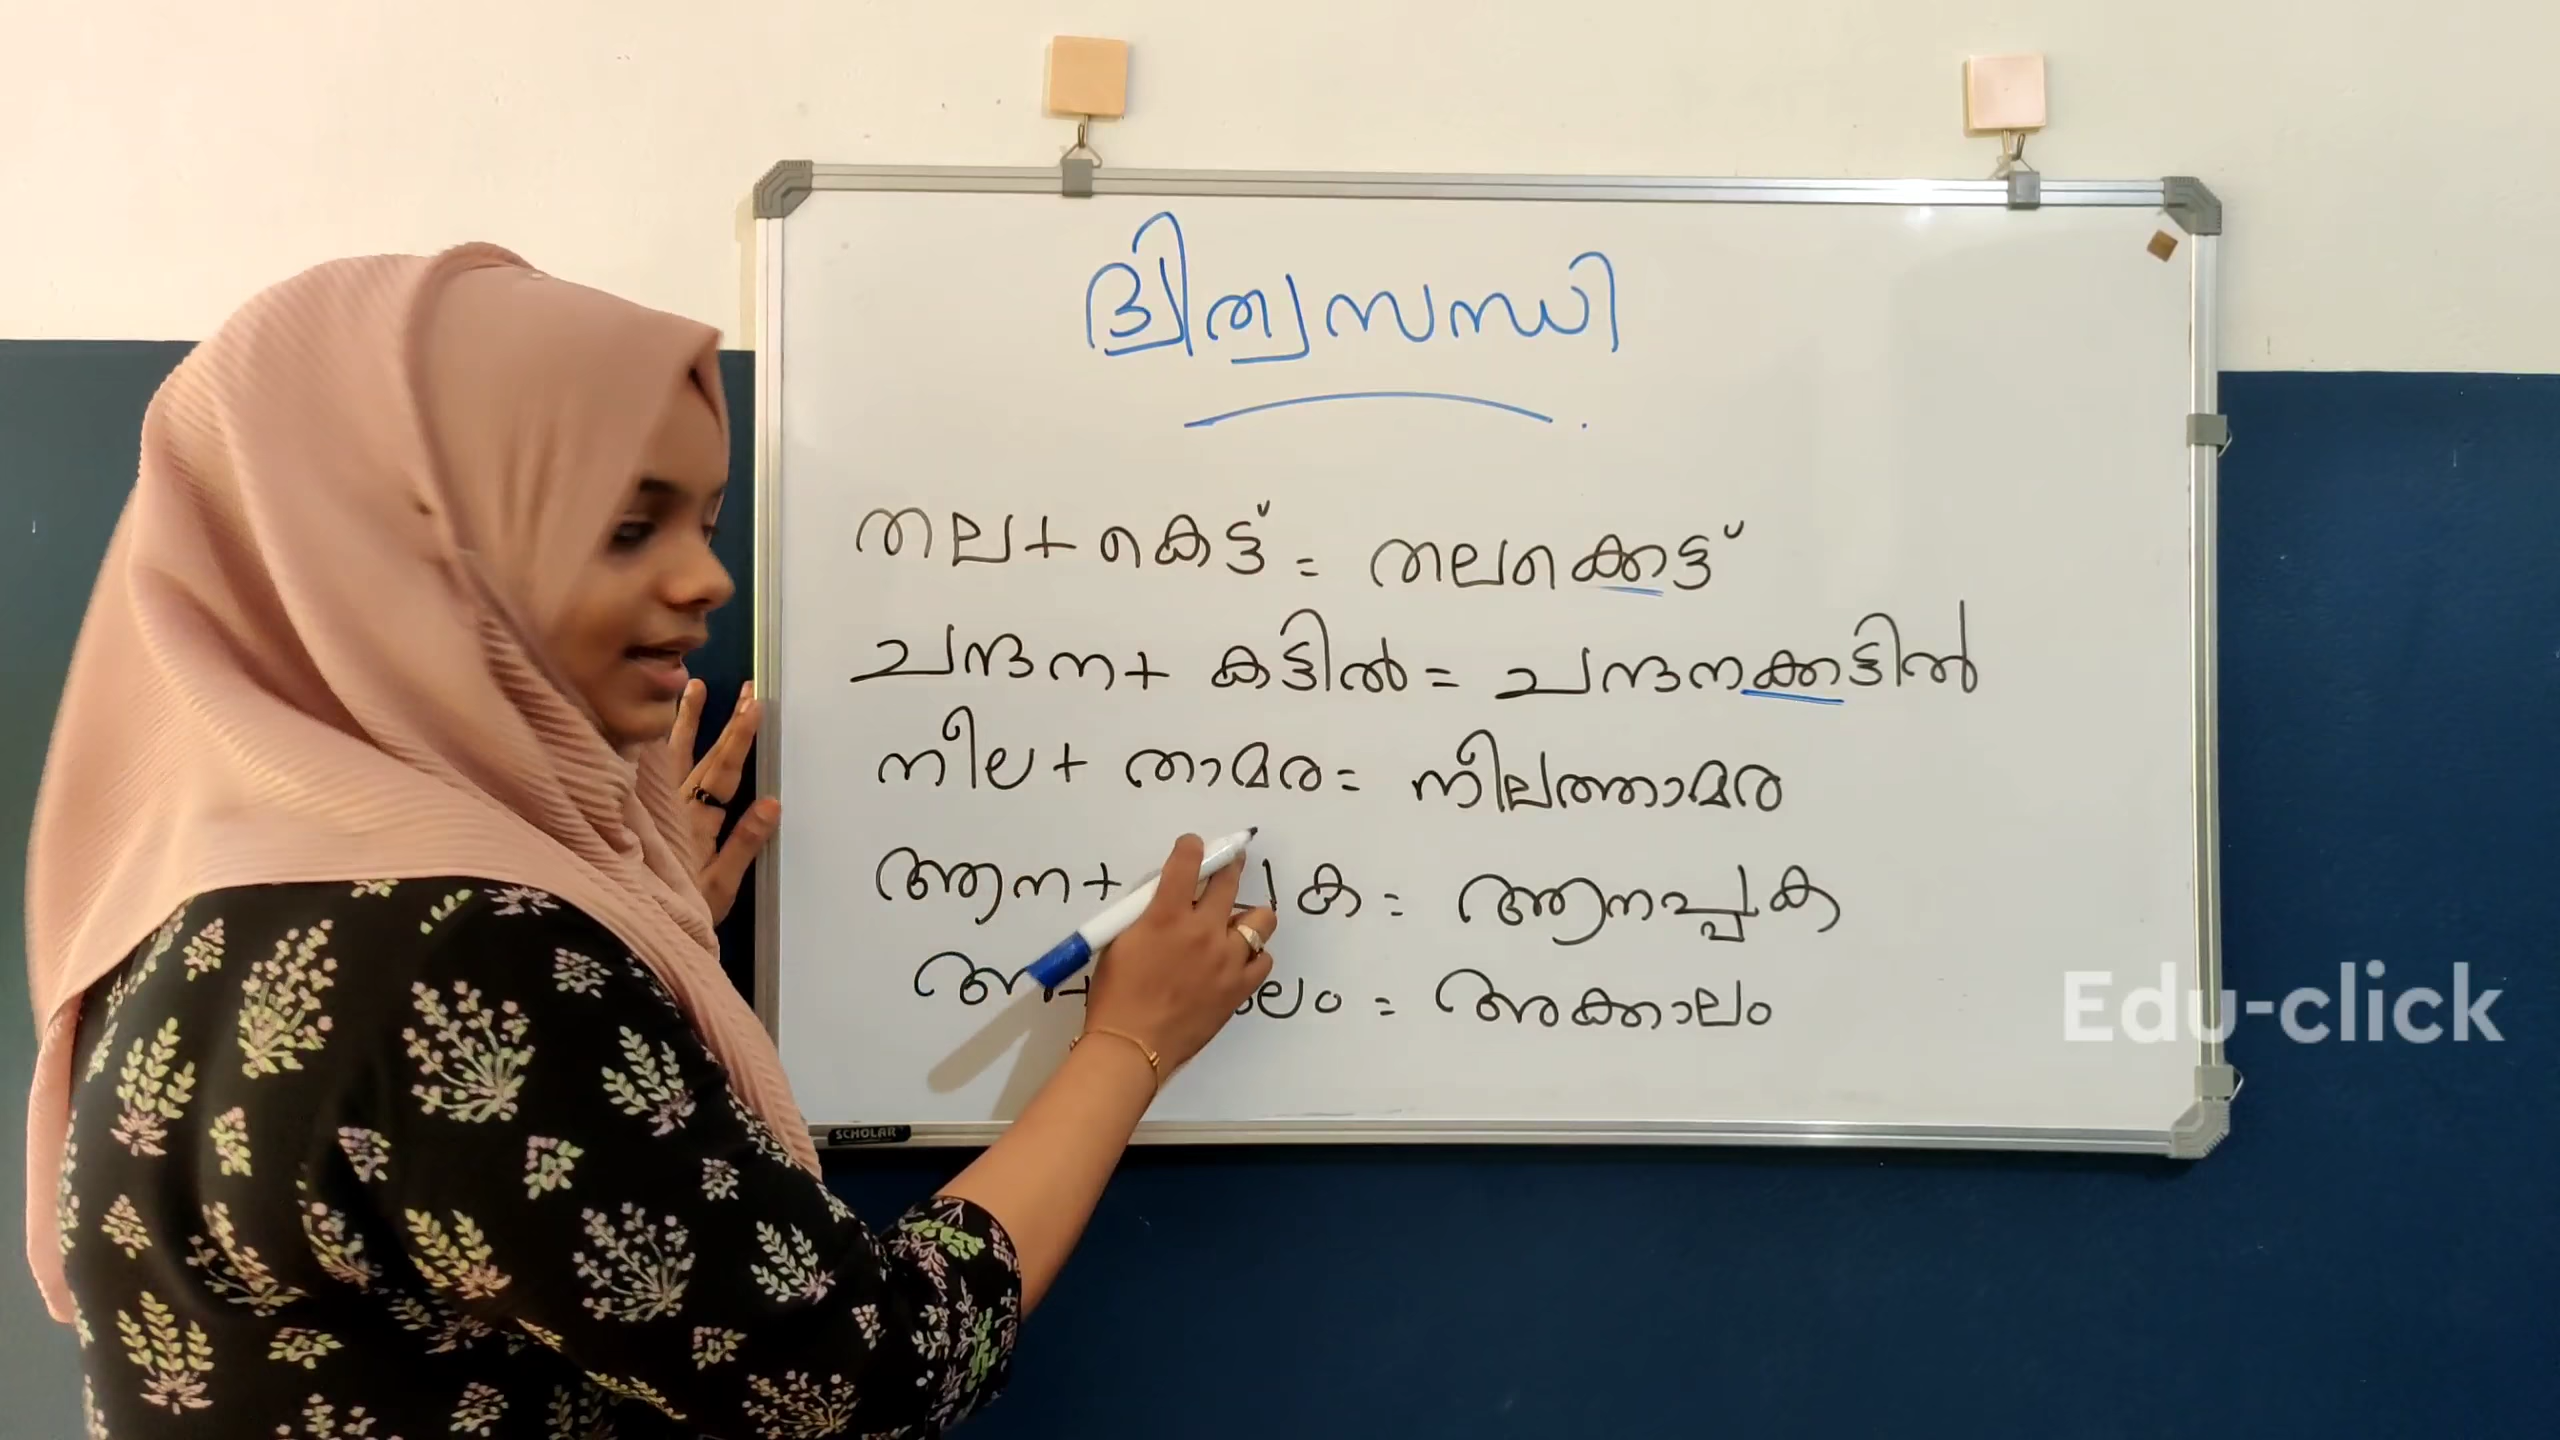 ദ്വിത്വസന്ധി
തല + കെട്ട് = തലക്കെട്ട്
ചന്ദന + കട്ടിൽ = ചന്ദനക്കട്ടിൽ
നീല + താമര = നീലത്താമര
ആന + പക = ആനപ്പക
അ + ലം = അക്കാലം
SCHOLAR
Edu-click